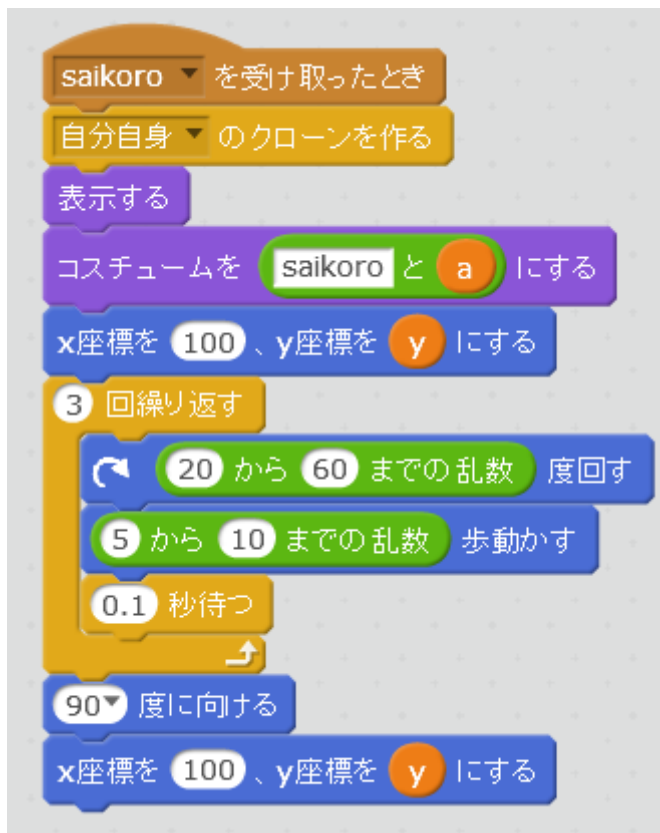 saikoro を受け取ったとき
自分自身 のクローンを作る
表示する
コスチュームを saikoro と a にする
x座標を 100 、y座標を y にする
3 回繰り返す
20 から 60 までの乱数 度回す
5 から 10 までの乱数 歩動かす
0.1 秒待つ
90 度に向ける
x座標を 100 、y座標を y にする